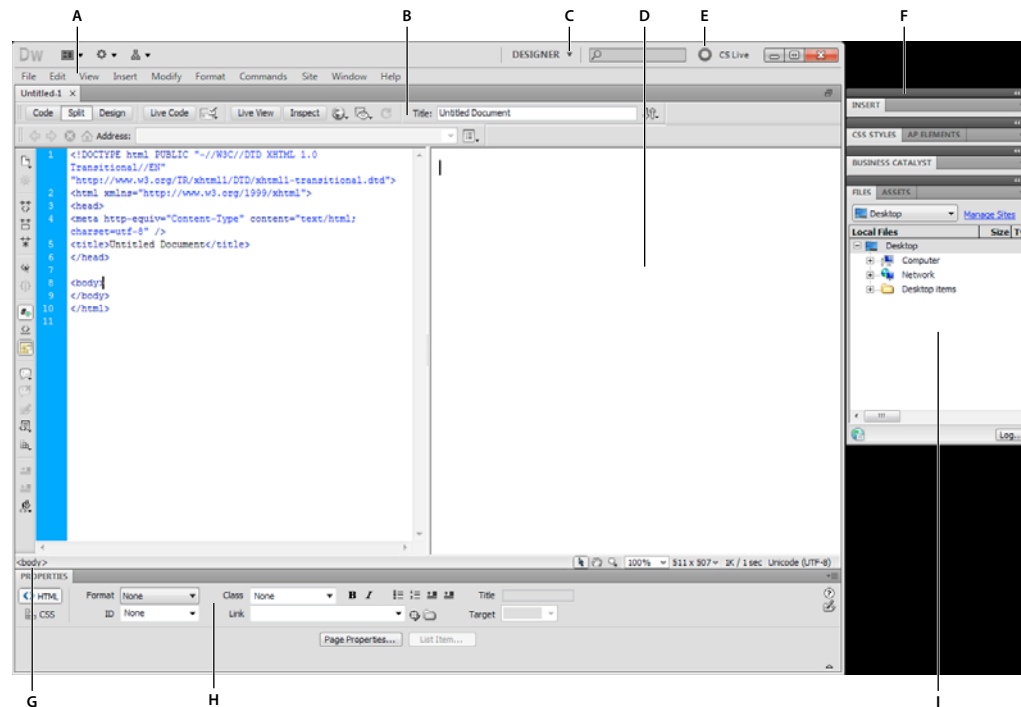 A B C D E F
Dw DESIGNER CS Live
File Edit View Insert Modify Format Commands Site Window Help
Untitled-1 ×
Code Split Design Live Code Live View Inspect Title: Untitled Document
Address:
1 <!DOCTYPE html PUBLIC "-//W3C//DTD XHTML 1.0
Transitional//EN"
"http://www.w3.org/TR/xhtml1/DTD/xhtml1-transitional.dtd">
2 <html xmlns="http://www.w3.org/1999/xhtml">
3 <head>
4 <meta http-equiv="Content-Type" content="text/html;
charset=utf-8" />
5 <title>Untitled Document</title>
6 </head>
7
8 <body>
9 </body>
10 </html>
11
INSERT
CSS STYLES AP ELEMENTS
BUSINESS CATALYST
FILES ASSETS
Desktop Manage Sites
Local Files Size
Desktop
Computer
Network
Desktop items
Log...
<body> 100% 511 x 507 1K / 1 sec Unicode (UTF-8)
PROPERTIES
<> HTML Format None Class None B I Title
CSS ID None Link Target
Page Properties... List Item...
G H I